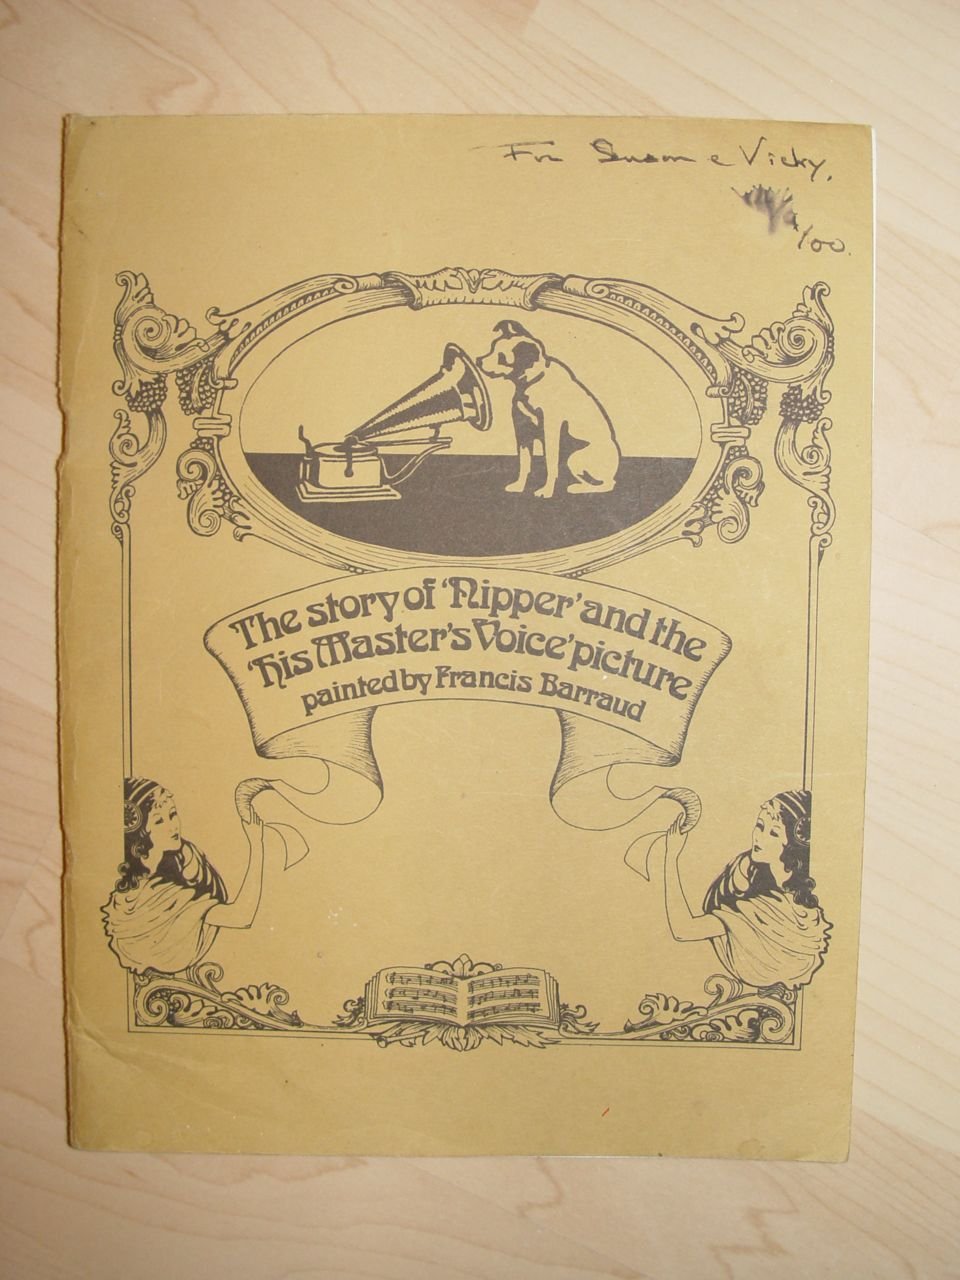 For Susan e Vicky.
/00.
The story of 'Nipper' and the
'his Master's Voice' picture
painted by Francis Barraud